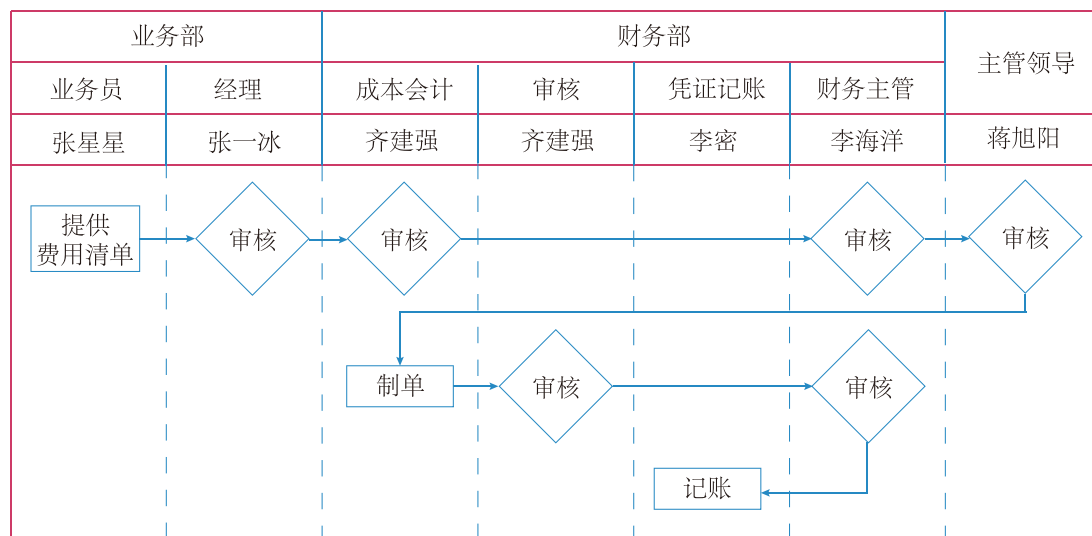 业务部
财务部
主管领导
业务员
经理
成本会计
审核
凭证记账
财务主管
张星星
张一冰
齐建强
齐建强
李密
李海洋
蒋旭阳
提供
费用清单
审核
审核
审核
审核
制单
审核
审核
记账